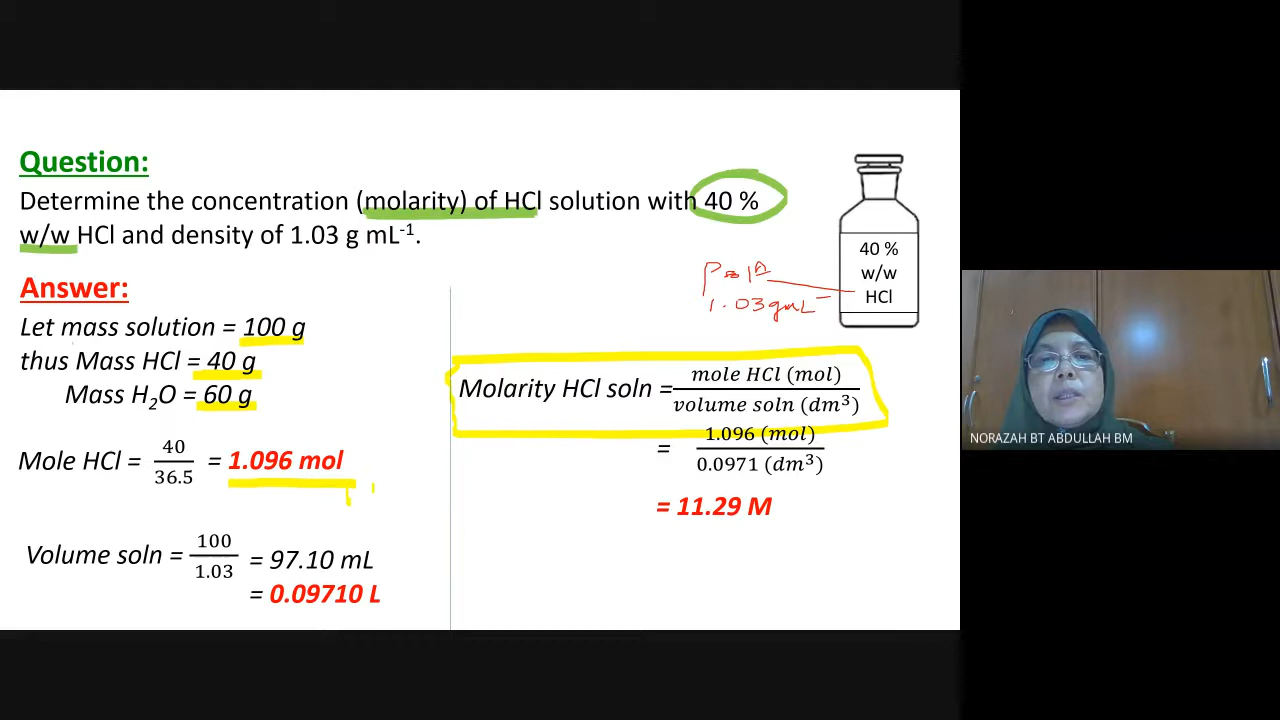 Question:
Determine the concentration (molarity) of HCl solution with 40 %
w/w HCl and density of 1.03 g mL-1.
40 %
w/w
HCl
1.03 gmL-
Answer:
Let mass solution = 100 g
thus Mass HCl = 40 g
Mass H2O = 60 g
Mole HCl = 40/36.5 = 1.096 mol
Volume soln = 100/1.03 = 97.10 mL
= 0.09710 L
Molarity HCl soln = mole HCl (mol)/volume soln (dm3)
= 1.096 (mol)/0.0971 (dm3)
= 11.29 M
NORAZAH BT ABDULLAH BM